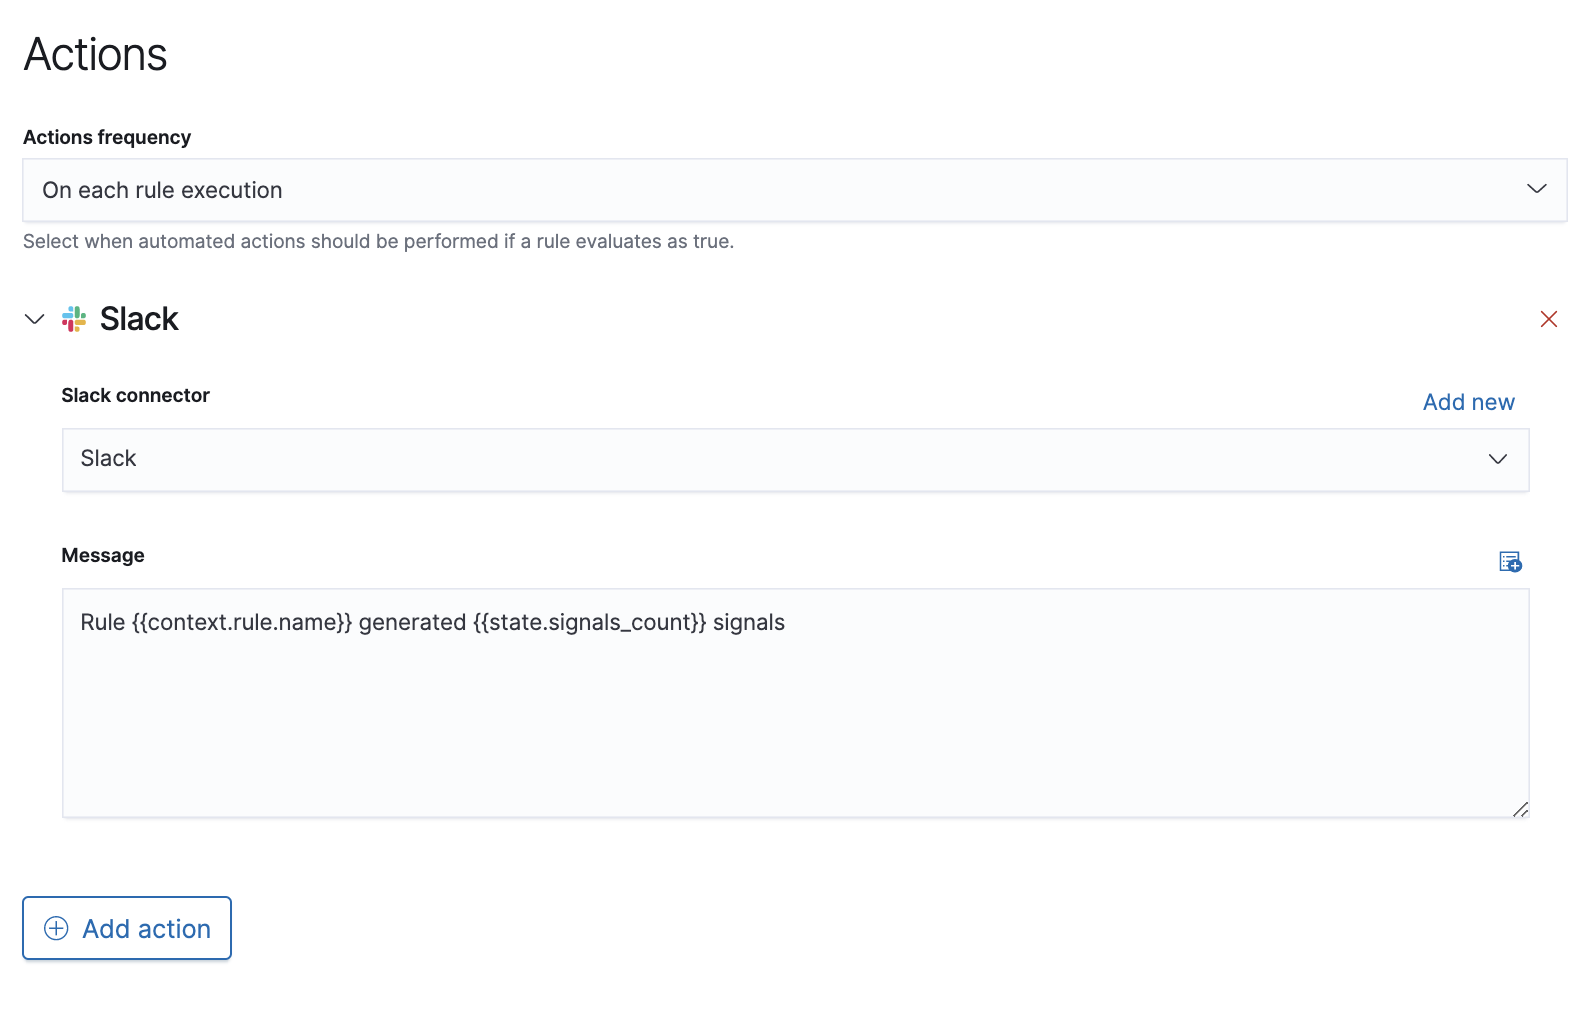 Actions
Actions frequency
On each rule execution
Select when automated actions should be performed if a rule evaluates as true.
Slack
Slack connector
Add new
Slack
Message
Rule {{context.rule.name}} generated {{state.signals_count}} signals
Add action